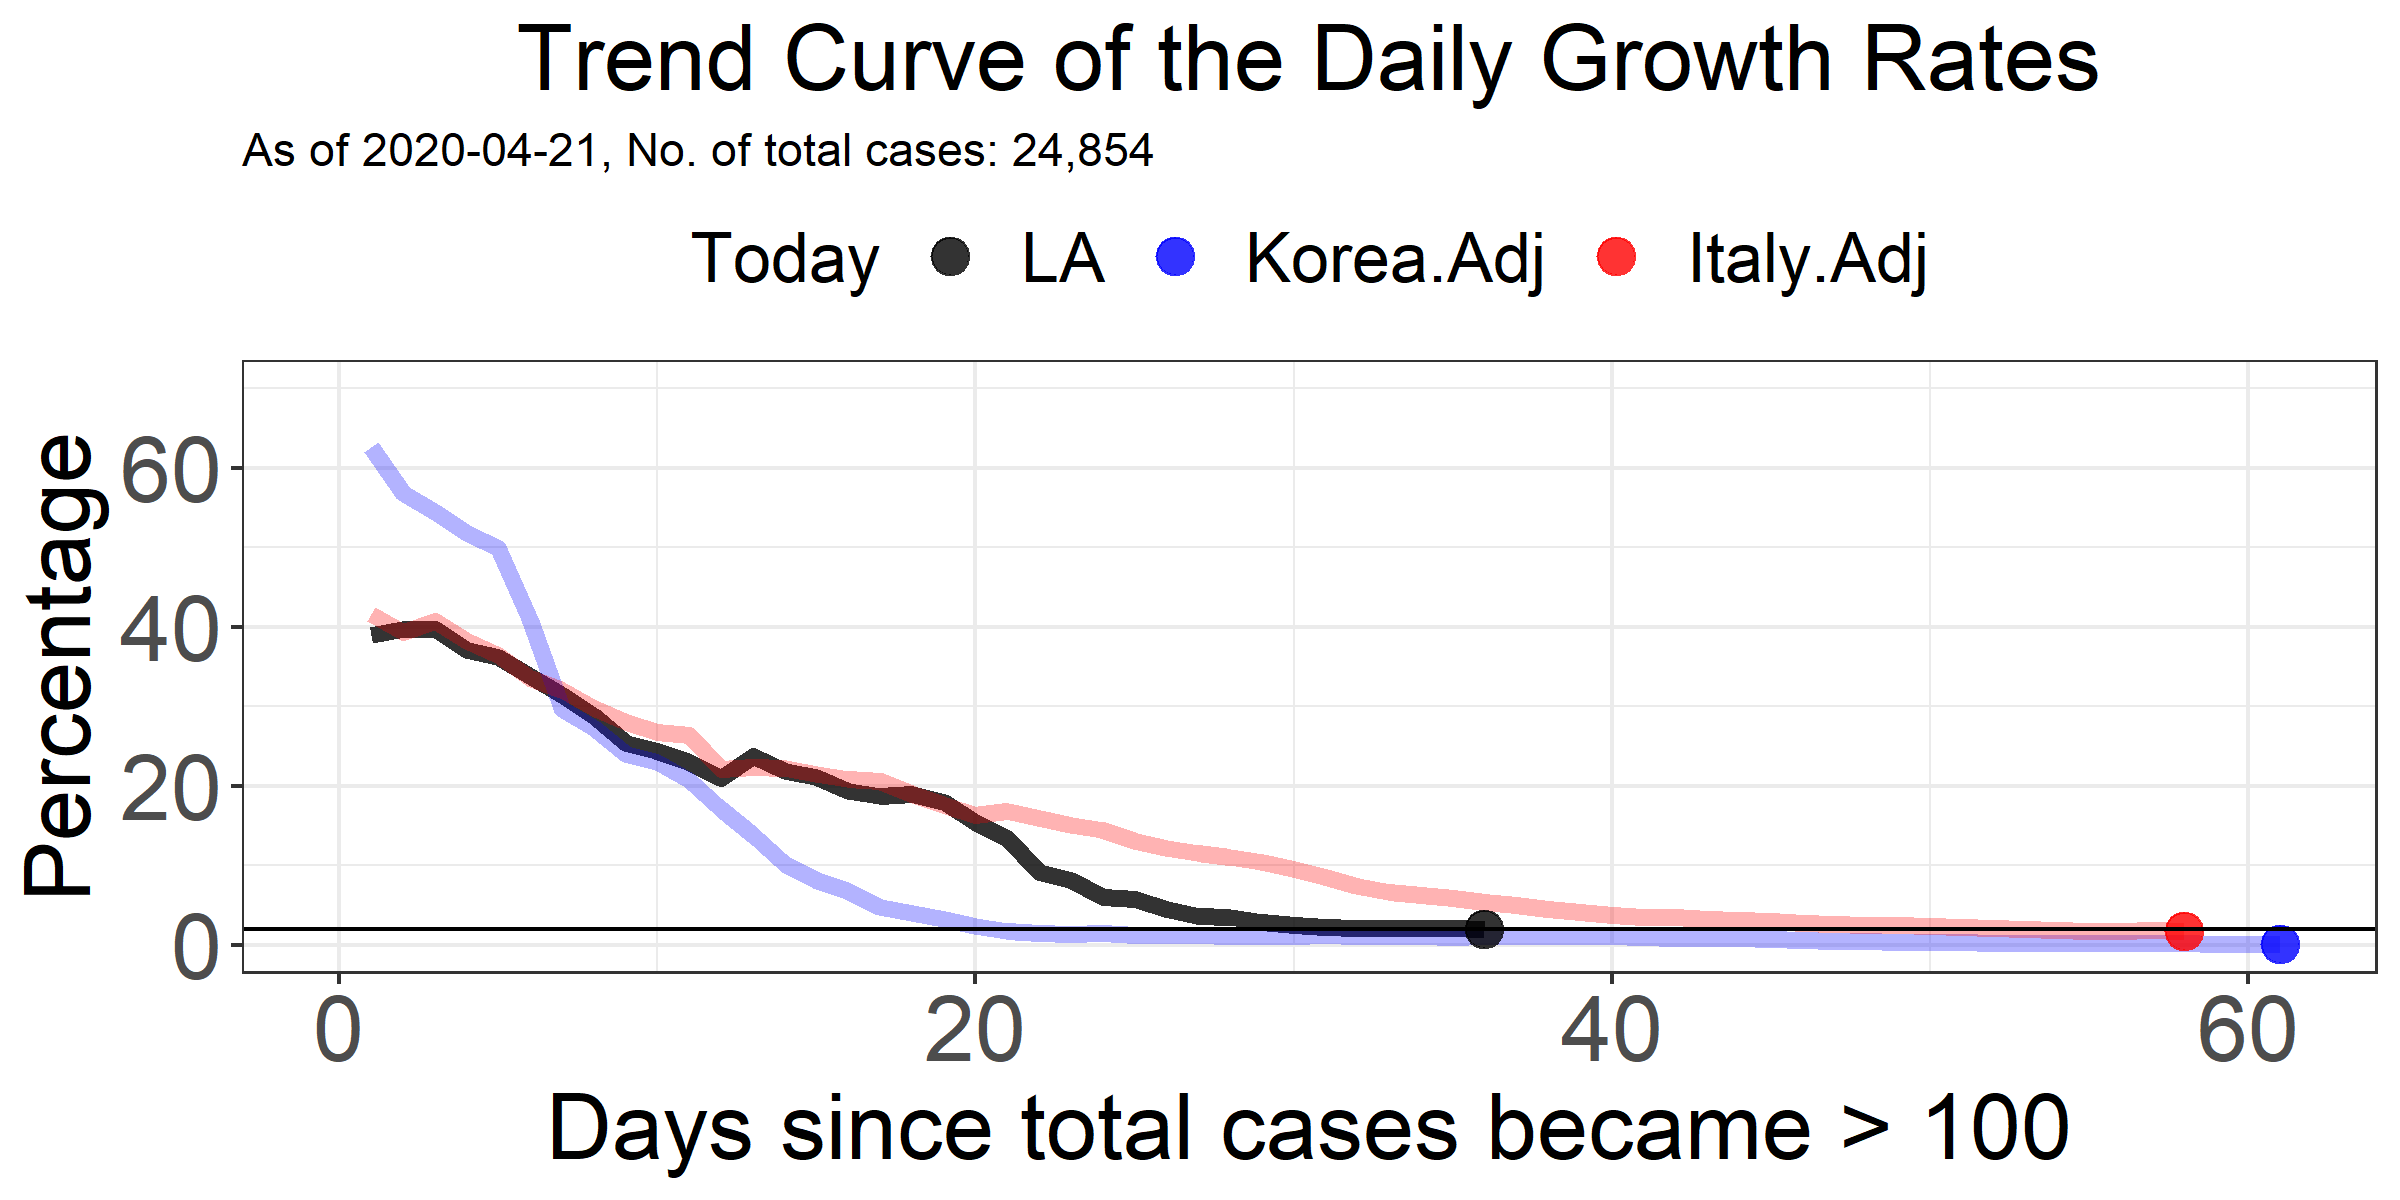 Trend Curve of the Daily Growth Rates
As of 2020-04-21, No. of total cases: 24,854
Today LA Korea.Adj Italy.Adj
Percentage
60
40
20
0
0 20 40 60
Days since total cases became > 100